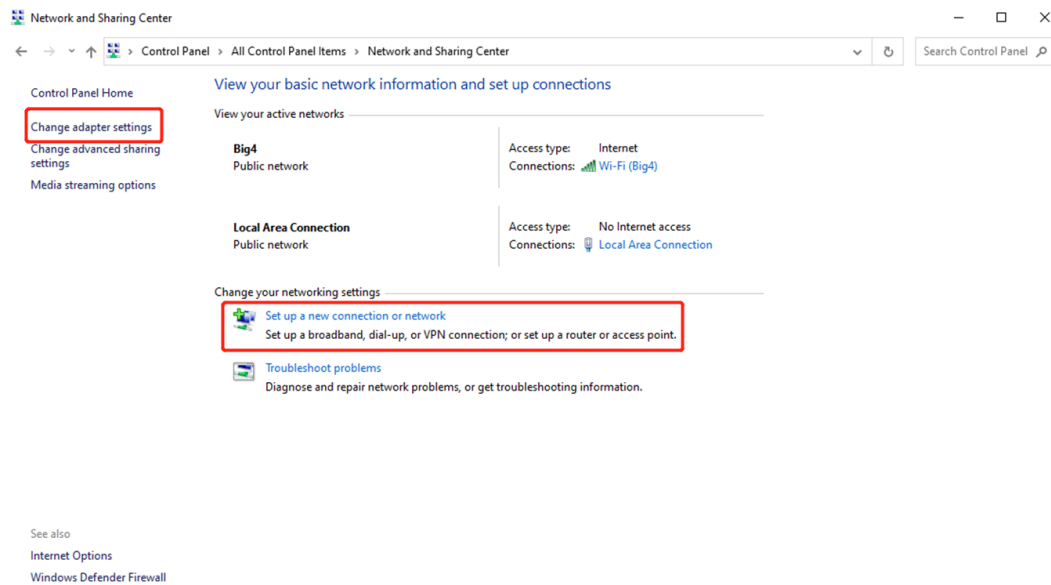 Network and Sharing Center
Control Panel › All Control Panel Items › Network and Sharing Center
Search Control Panel
Control Panel Home
Change adapter settings
Change advanced sharing
settings
Media streaming options
View your basic network information and set up connections
View your active networks
Big4
Public network
Access type: Internet
Connections: Wi-Fi (Big4)
Local Area Connection
Public network
Access type: No Internet access
Connections: Local Area Connection
Change your networking settings
Set up a new connection or network
Set up a broadband, dial-up, or VPN connection; or set up a router or access point.
Troubleshoot problems
Diagnose and repair network problems, or get troubleshooting information.
See also
Internet Options
Windows Defender Firewall